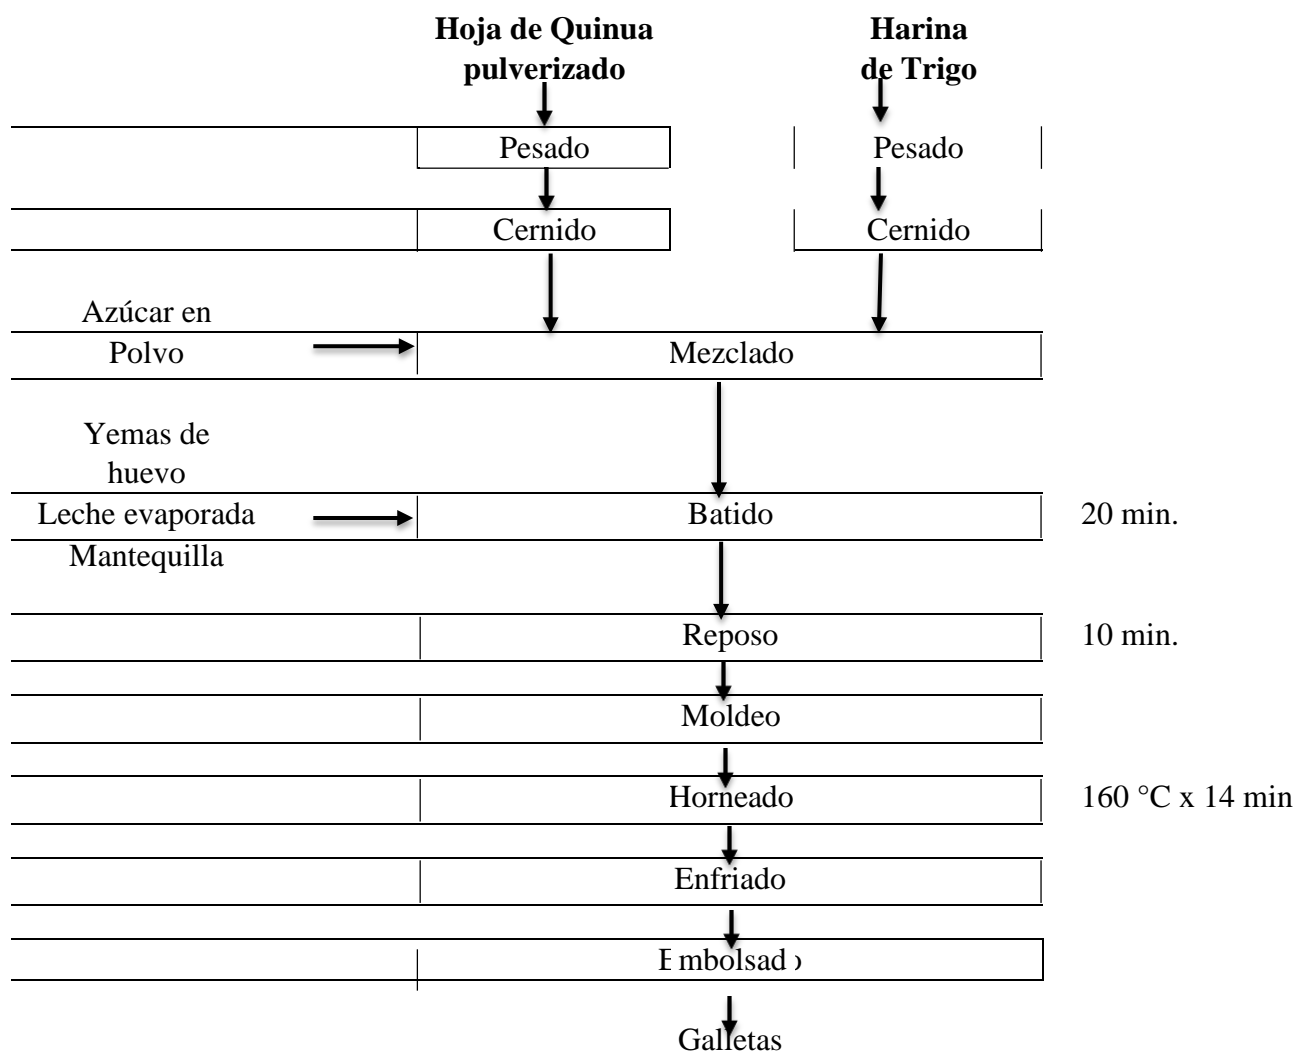 Hoja de Quinua
pulverizado
Harina
de Trigo
Pesado
Pesado
Cernido
Cernido
Azúcar en
Polvo
Mezclado
Yemas de
huevo
Leche evaporada
Mantequilla
Batido
20 min.
Reposo
10 min.
Moldeo
Horneado
160 °C x 14 min
Enfriado
Embolsado
Galletas